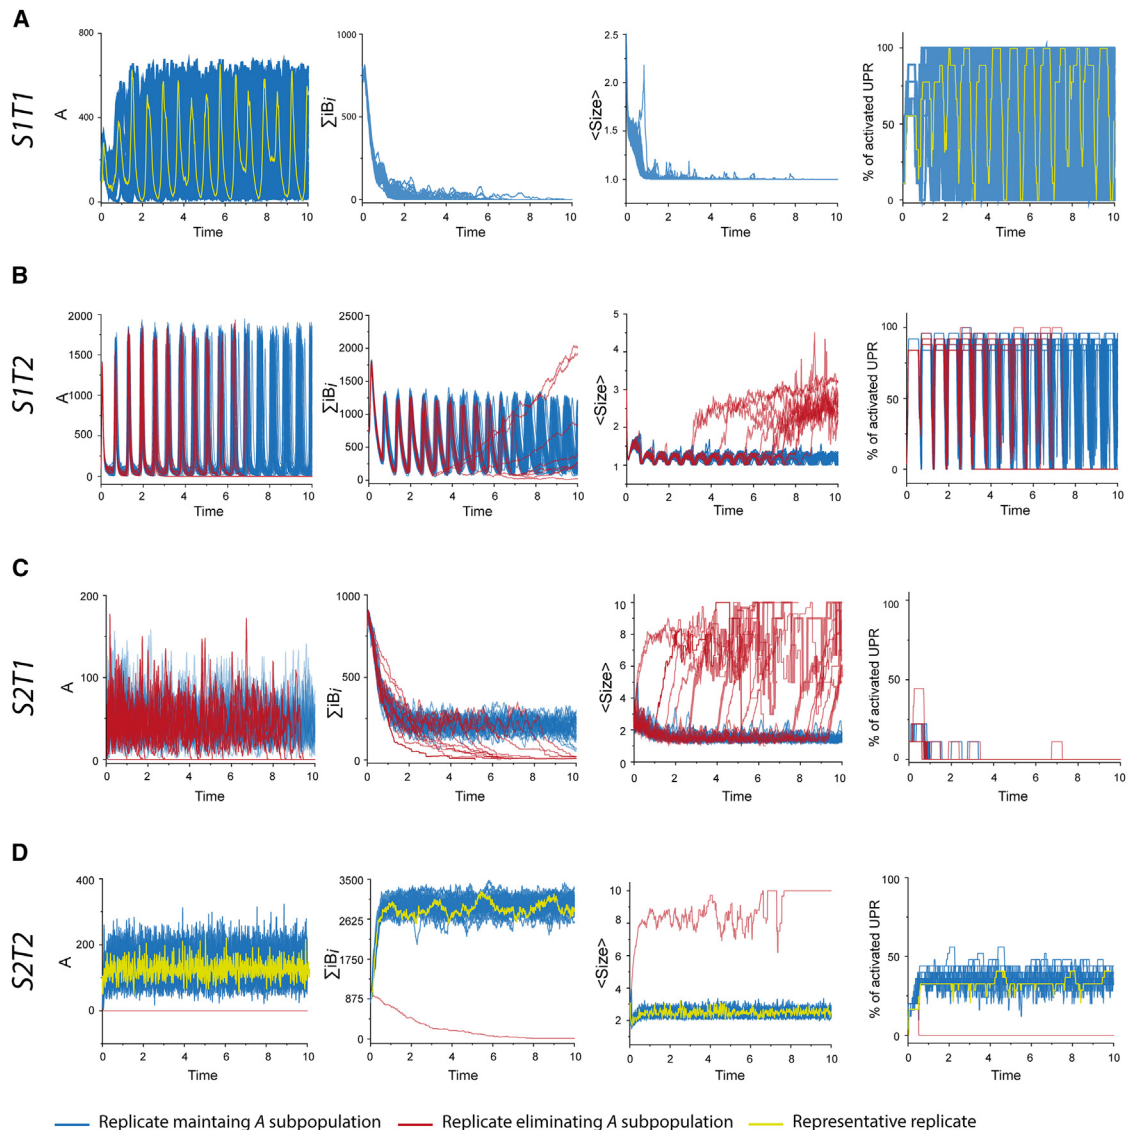 A
S1T1
A
800
400
0
0 2 4 6 8 10
Time
ΣiBi
1000
500
0
0 2 4 6 8 10
Time
<Size>
2.5
2.0
1.5
1.0
0 2 4 6 8 10
Time
% of activated UPR
100
50
0
0 2 4 6 8 10
Time
B
S1T2
A
2000
1500
1000
500
0
0 2 4 6 8 10
Time
ΣiBi
2500
2000
1500
1000
500
0
0 2 4 6 8 10
Time
<Size>
5
4
3
2
1
0 2 4 6 8 10
Time
% of activated UPR
100
50
0
0 2 4 6 8 10
Time
C
S2T1
A
200
100
0
0 2 4 6 8 10
Time
ΣiBi
1000
500
0
0 2 4 6 8 10
Time
<Size>
10
8
6
4
2
0
0 2 4 6 8 10
Time
% of activated UPR
100
50
0
0 2 4 6 8 10
Time
D
S2T2
A
400
200
0
0 2 4 6 8 10
Time
ΣiBi
3500
2625
1750
875
0
0 2 4 6 8 10
Time
<Size>
10
8
6
4
2
0 2 4 6 8 10
Time
% of activated UPR
100
50
0
0 2 4 6 8 10
Time
Replicate maintaing A subpopulation Replicate eliminating A subpopulation Representative replicate